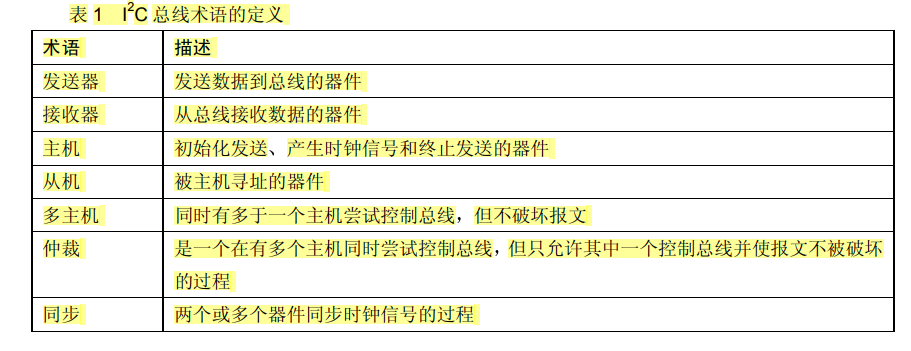 表 1 I²C 总线术语的定义
术语 描述
发送器 发送数据到总线的器件
接收器 从总线接收数据的器件
主机 初始化发送、产生时钟信号和终止发送的器件
从机 被主机寻址的器件
多主机 同时有多于一个主机尝试控制总线，但不破坏报文
仲裁 是一个在有多个主机同时尝试控制总线，但只允许其中一个控制总线并使报文不被破坏
的过程
同步 两个或多个器件同步时钟信号的过程